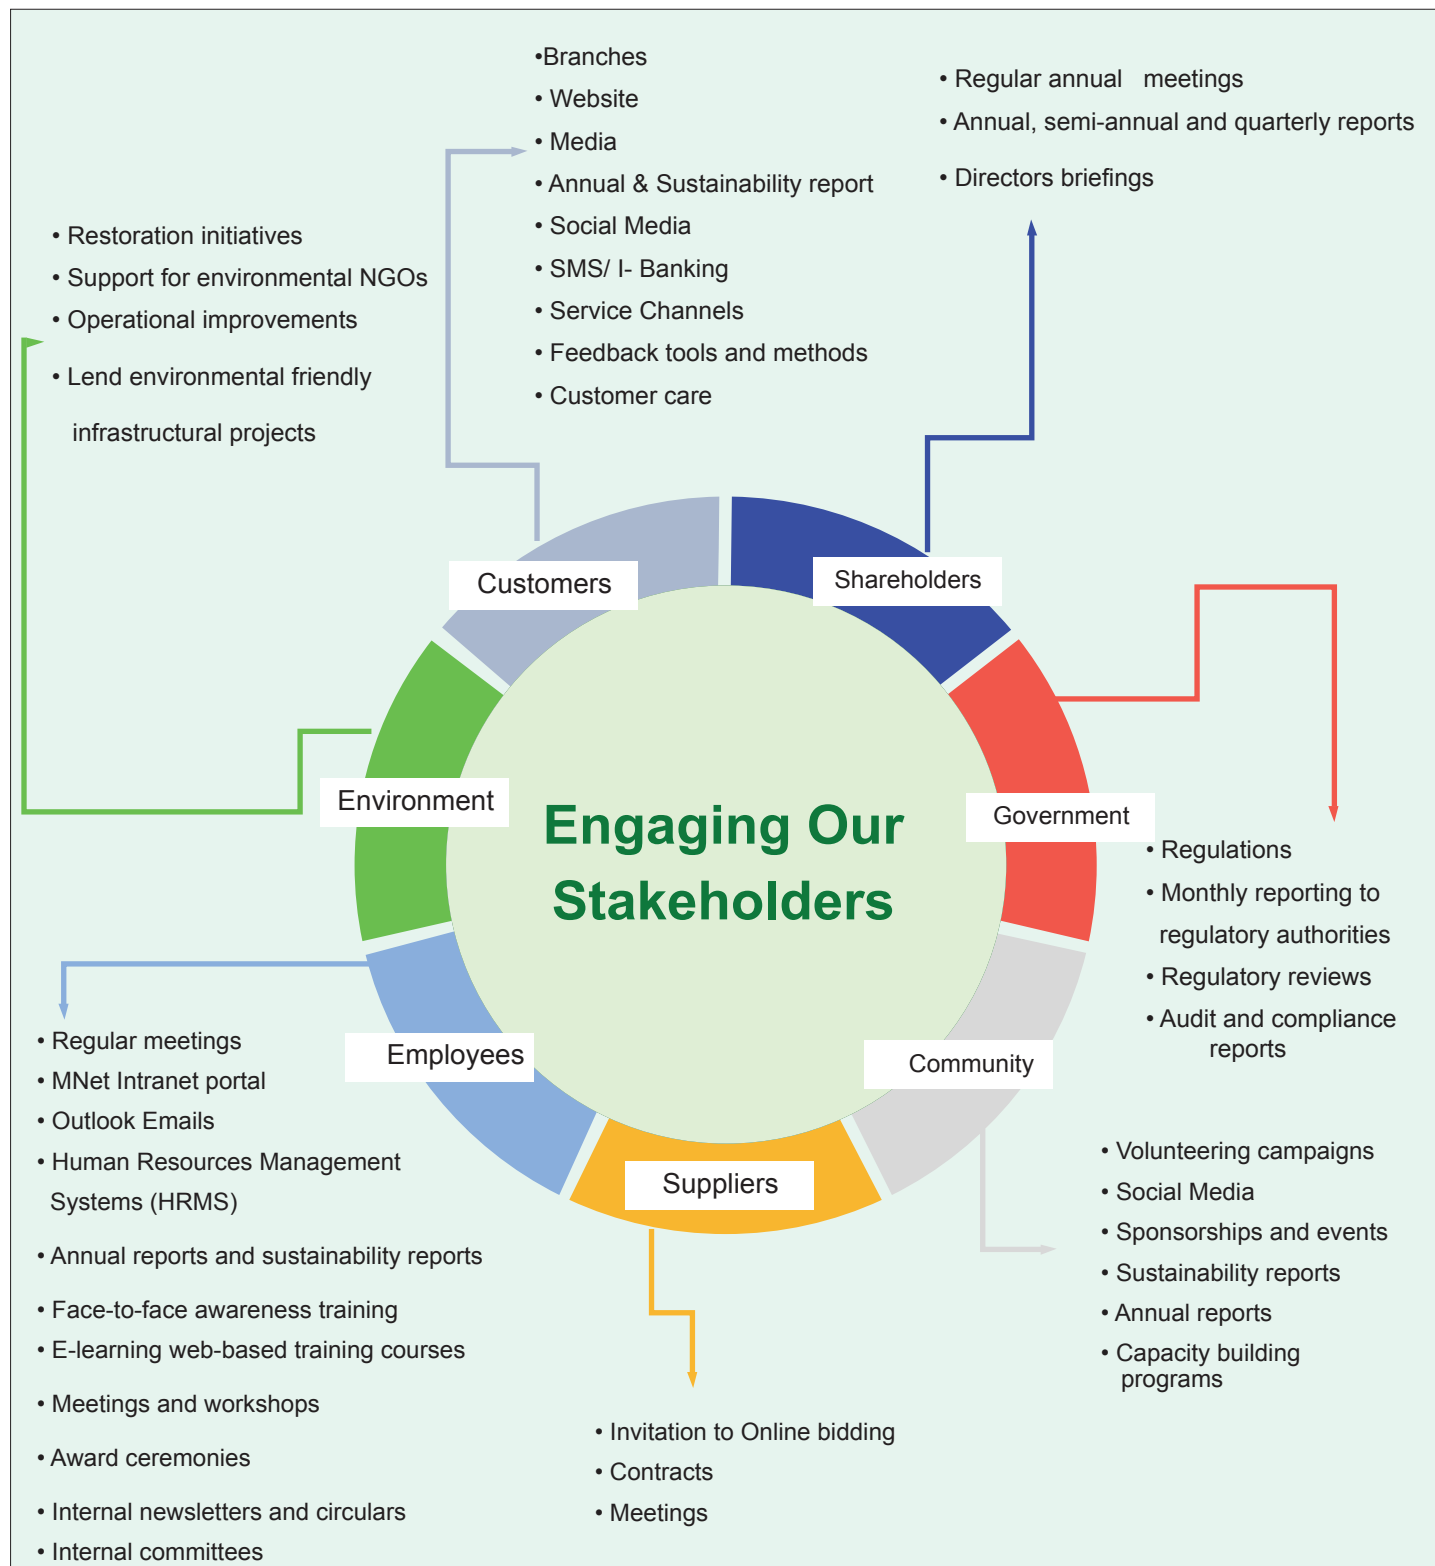 •Branches
• Website
• Media
• Annual & Sustainability report
• Social Media
• SMS/ I- Banking
• Service Channels
• Feedback tools and methods
• Customer care
• Regular annual meetings
• Annual, semi-annual and quarterly reports
• Directors briefings
• Restoration initiatives
• Support for environmental NGOs
• Operational improvements
• Lend environmental friendly
infrastructural projects
Customers
Shareholders
Environment
Government
Engaging Our
Stakeholders
• Regulations
• Monthly reporting to
regulatory authorities
• Regulatory reviews
• Audit and compliance
reports
Employees
Community
Suppliers
• Regular meetings
• MNet Intranet portal
• Outlook Emails
• Human Resources Management
Systems (HRMS)
• Annual reports and sustainability reports
• Face-to-face awareness training
• E-learning web-based training courses
• Meetings and workshops
• Award ceremonies
• Internal newsletters and circulars
• Internal committees
• Invitation to Online bidding
• Contracts
• Meetings
• Volunteering campaigns
• Social Media
• Sponsorships and events
• Sustainability reports
• Annual reports
• Capacity building
programs